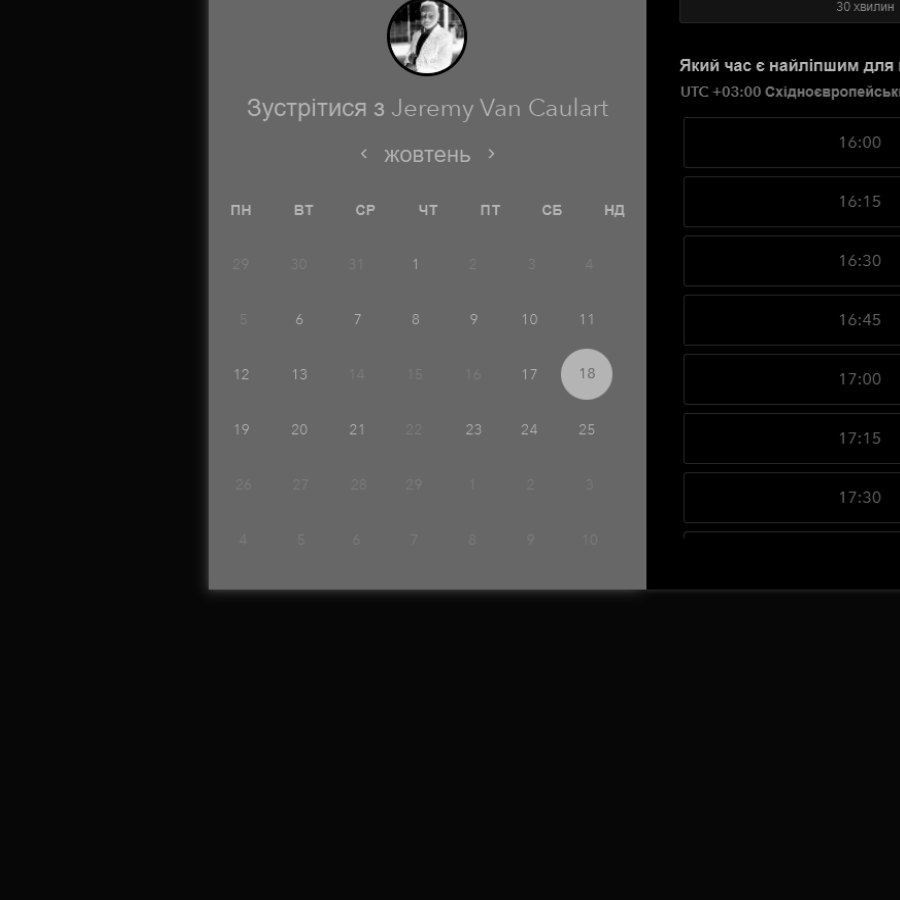 30 хвилин
Зустрітися з Jeremy Van Caulart
жовтень
ПН ВТ СР ЧТ ПТ СБ НД
29 30 31 1 2 3 4
5 6 7 8 9 10 11
12 13 14 15 16 17 18
19 20 21 22 23 24 25
26 27 28 29 1 2 3
4 5 6 7 8 9 10
Який час є найліпшим для
UTC +03:00
16:00
16:15
16:30
16:45
17:00
17:15
17:30